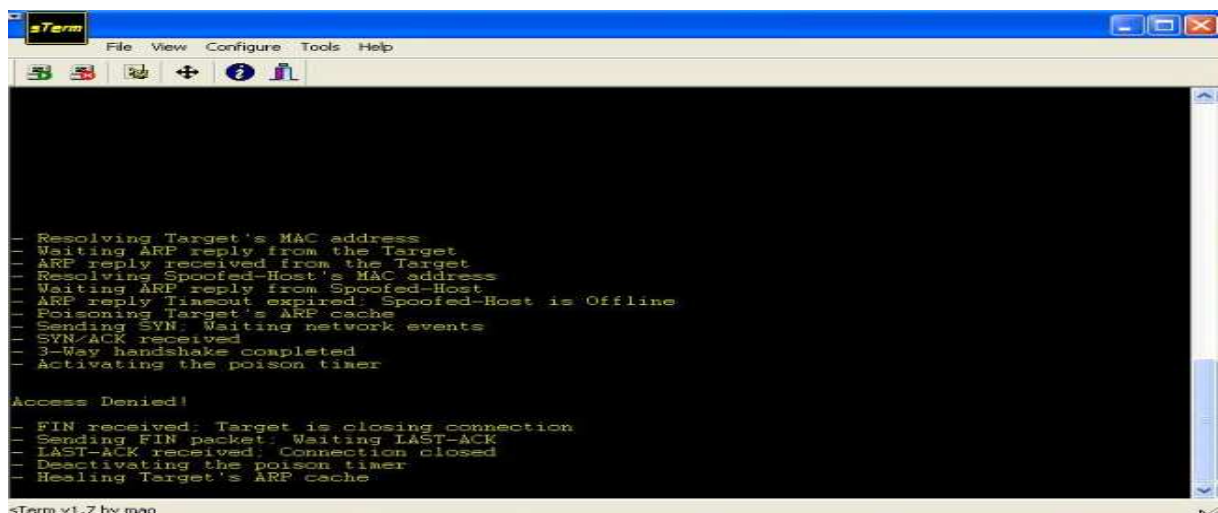 sTerm
File View Configure Tools Help
- Resolving Target's MAC address
- Waiting ARP reply from the Target
- ARP reply received from the Target
- Resolving Spoofed-Host's MAC address
- Waiting ARP reply from Spoofed-Host
- ARP reply Timeout expired; Spoofed-Host is Offline
- Poisoning Target's ARP cache
- Sending SYN; Waiting network events
- SYN/ACK received
- 3-Way handshake completed
- Activating the poison timer
Access Denied!
- FIN received; Target is closing connection
- Sending FIN packet; Waiting LAST-ACK
- LAST-ACK received; Connection closed
- Deactivating the poison timer
- Healing Target's ARP cache
sTerm v1.7 by mao